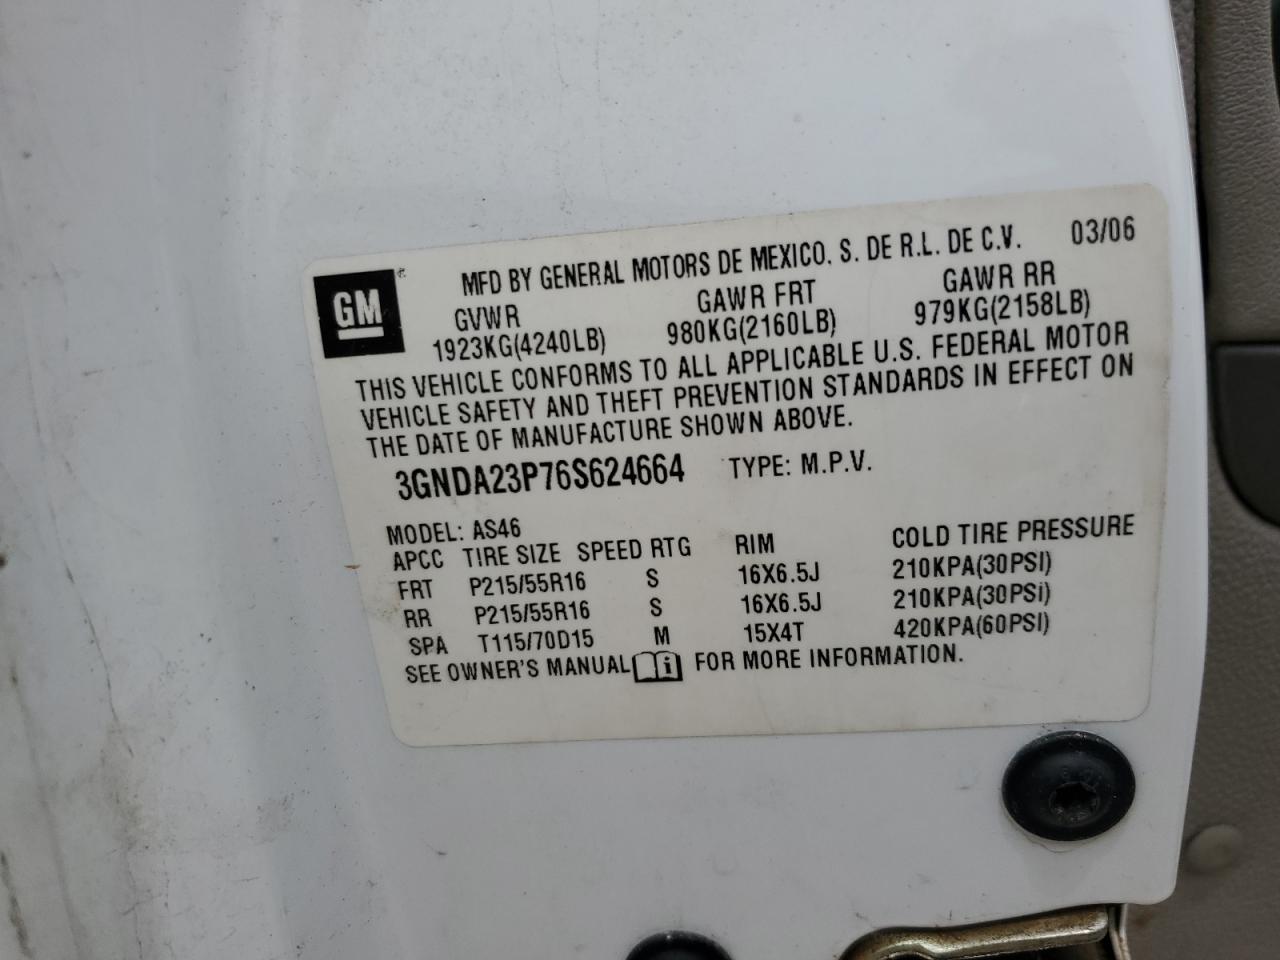 MFD BY GENERAL MOTORS DE MEXICO. S. DE R.L. DE C.V. 03/06
GM
GVWR GAWR FRT GAWR RR
1923KG(4240LB) 980KG(2160LB) 979KG(2158LB)
THIS VEHICLE CONFORMS TO ALL APPLICABLE U.S. FEDERAL MOTOR
VEHICLE SAFETY AND THEFT PREVENTION STANDARDS IN EFFECT ON
THE DATE OF MANUFACTURE SHOWN ABOVE.
3GNDA23P76S624664 TYPE: M.P.V.
MODEL: AS46
APCC TIRE SIZE SPEED RTG RIM COLD TIRE PRESSURE
FRT P215/55R16 S 16X6.5J 210KPA(30PSI)
RR P215/55R16 S 16X6.5J 210KPA(30PSi)
SPA T115/70D15 M 15X4T 420KPA(60PSI)
SEE OWNER'S MANUAL i FOR MORE INFORMATION.